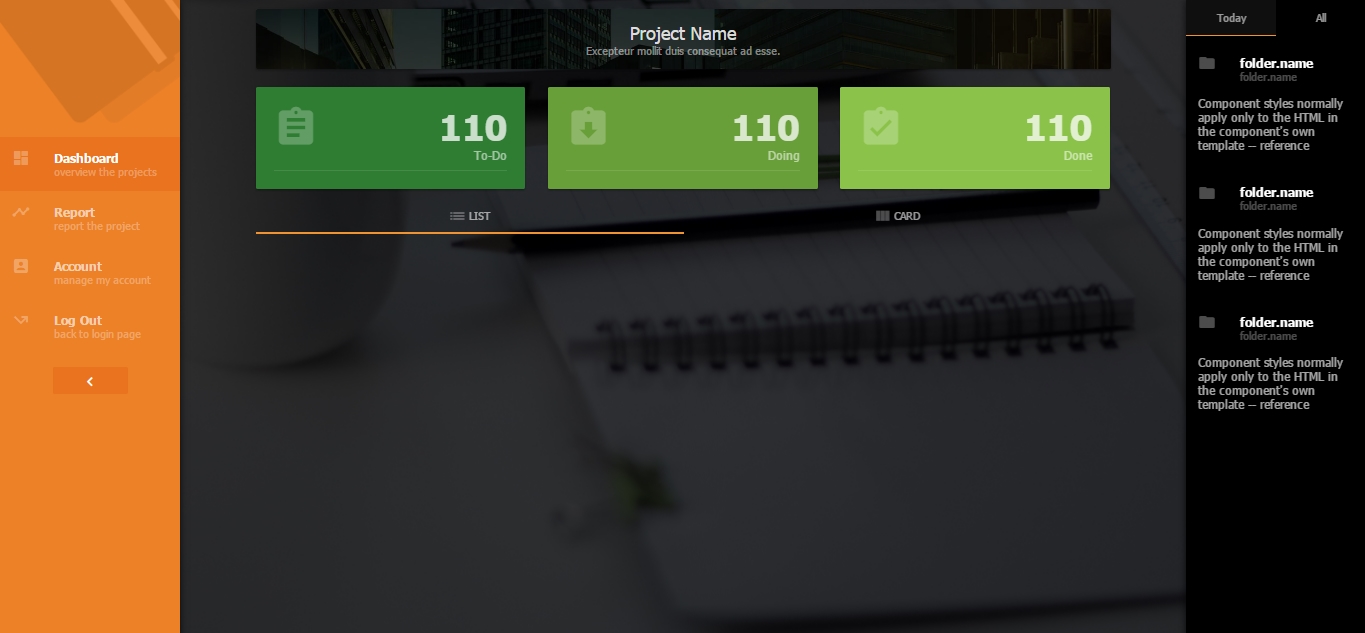 Dashboard
overview the projects
Report
report the project
Account
manage my account
Log Out
back to login page
Project Name
Excepteur mollit duis consequat ad esse.
110
To-Do
110
Doing
110
Done
LIST
CARD
Today
All
folder.name
folder.name
Component styles normally
apply only to the HTML in
the component's own
template — reference
folder.name
folder.name
Component styles normally
apply only to the HTML in
the component's own
template — reference
folder.name
folder.name
Component styles normally
apply only to the HTML in
the component's own
template — reference